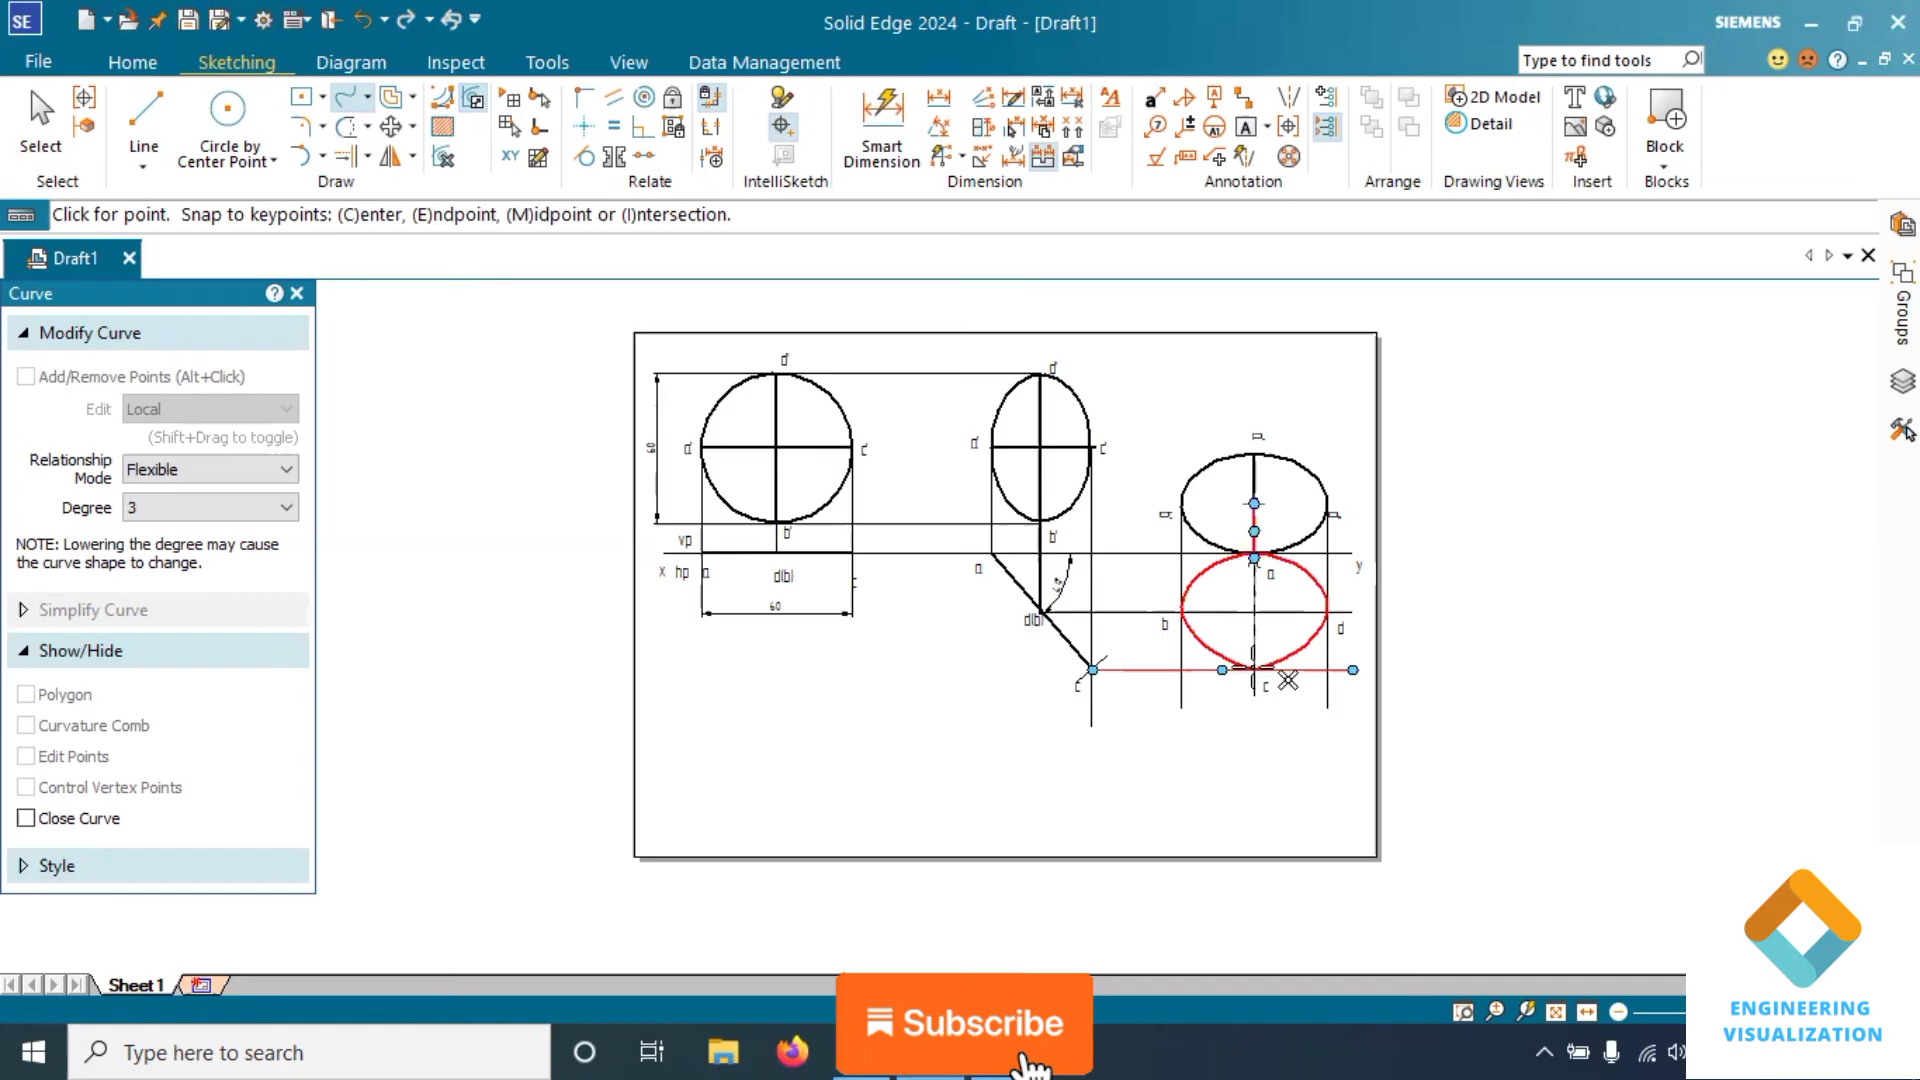 SE
Solid Edge 2024 - Draft - [Draft1]
SIEMENS
File
Home
Sketching
Diagram
Inspect
Tools
View
Data Management
Type to find tools
Select
Line
Circle by
Center Point
Smart
Dimension
2D Model
Detail
Block
Select
Draw
Relate
IntelliSketch
Dimension
Annotation
Arrange
Drawing Views
Insert
Blocks
Click for point. Snap to keypoints: (C)enter, (E)ndpoint, (M)idpoint or (I)ntersection.
Draft1
Curve
Modify Curve
Add/Remove Points (Alt+Click)
Edit
Local
(Shift+Drag to toggle)
Relationship
Mode
Flexible
Degree
3
NOTE: Lowering the degree may cause
the curve shape to change.
Simplify Curve
Show/Hide
Polygon
Curvature Comb
Edit Points
Control Vertex Points
Close Curve
Style
Groups
d'
a'
c'
b'
60
vp
x hp a
d(b)
c
60
d'
a'
c'
b'
a
d(b)
c
a
b
d
c
y
Sheet1
Subscribe
ENGINEERING
VISUALIZATION
Type here to search